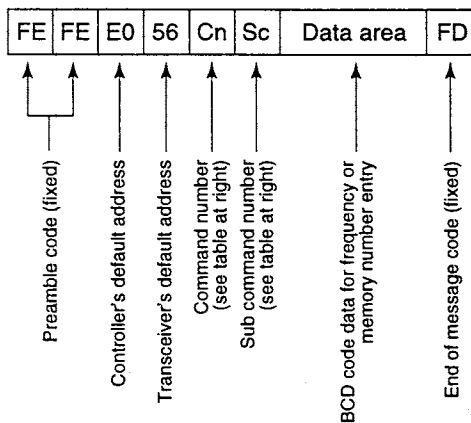 FE FE E0 56 Cn Sc Data area FD
Preamble code (fixed)
Controller's default address
Transceiver's default address
Command number
(see table at right)
Sub command number
(see table at right)
BCD code data for frequency or
memory number entry
End of message code (fixed)